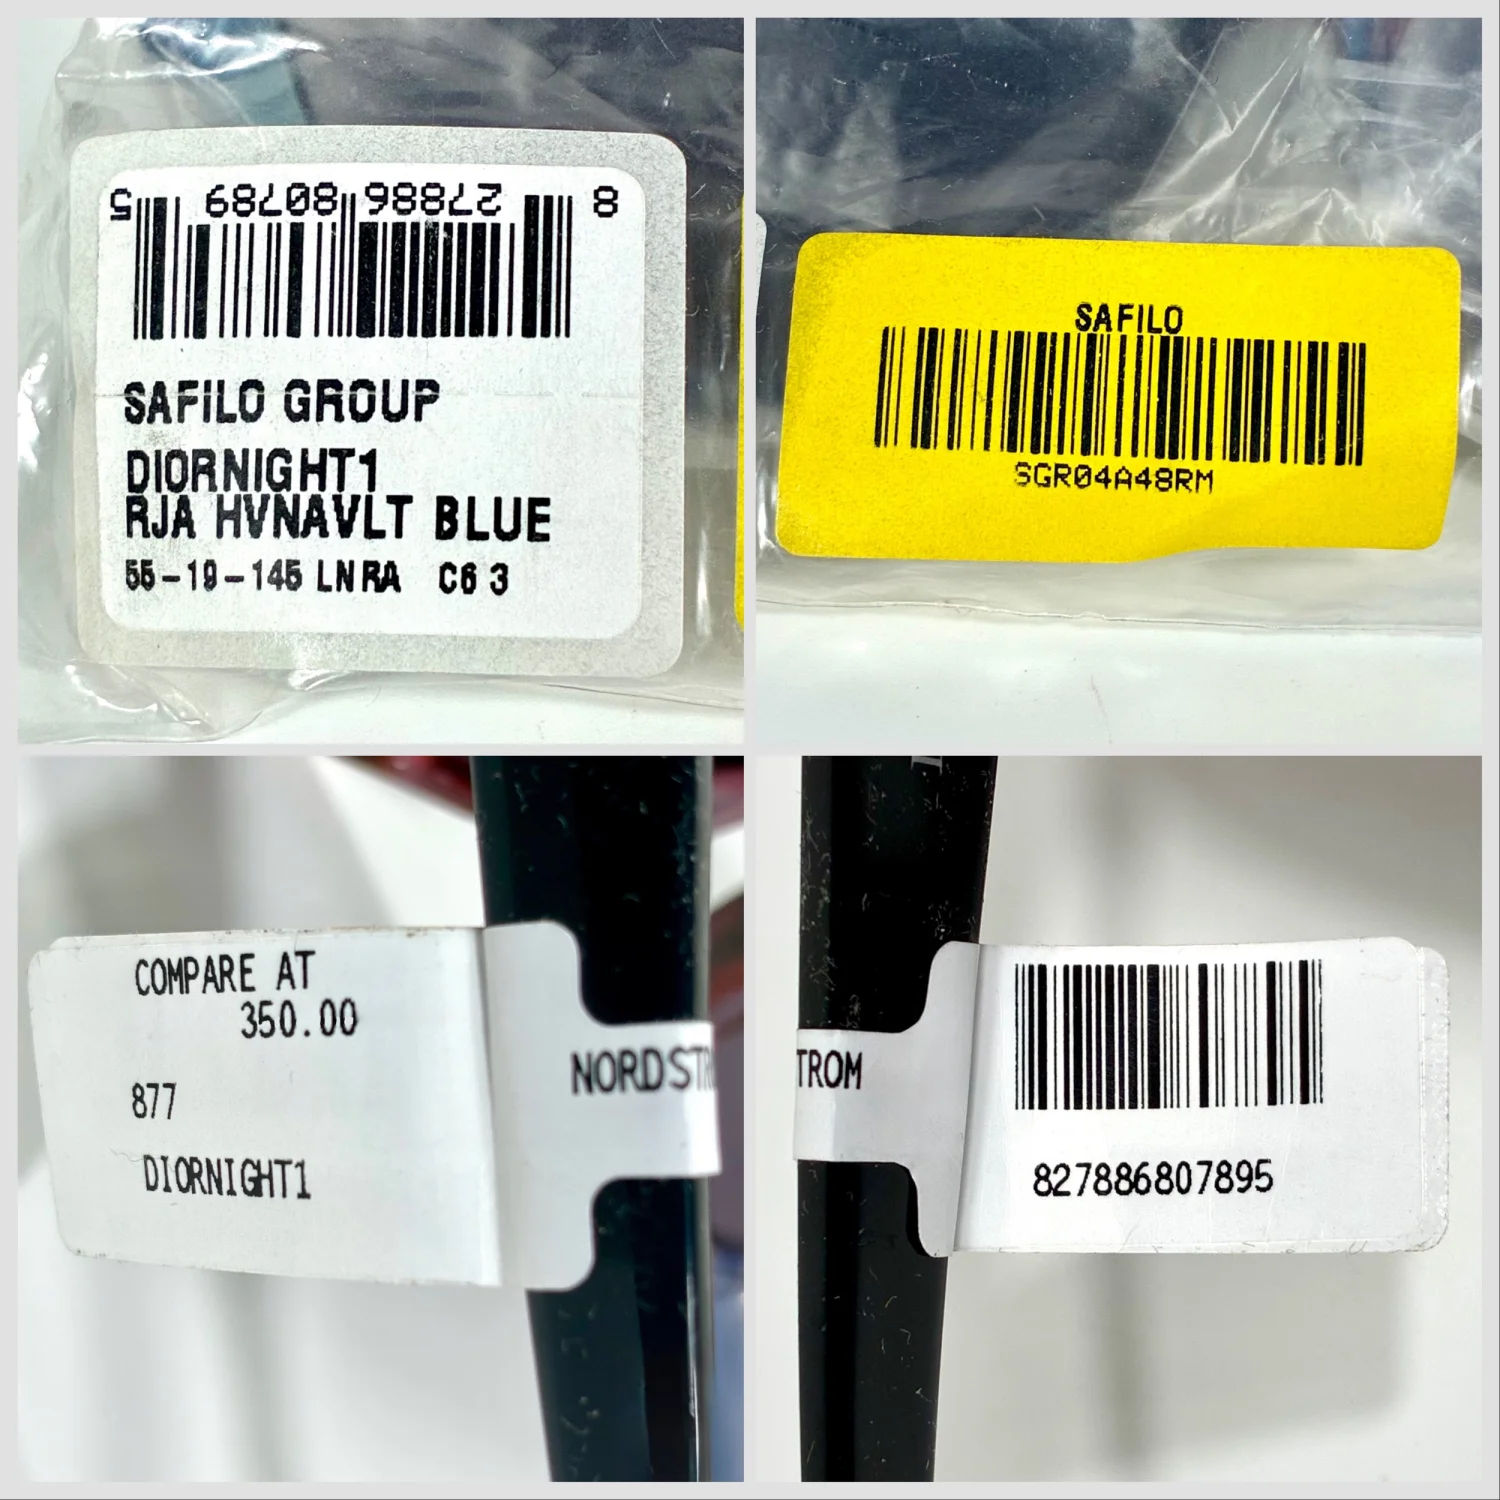 8 27886 80789 5
SAFILO GROUP
DIORNIGHT1
RJA HVNAVLT BLUE
55-19-145 LNRA C6 3
SAFILO
SGR04A48RM
COMPARE AT
350.00
NORDSTR
877
DIORNIGHT1
TROM
827886807895